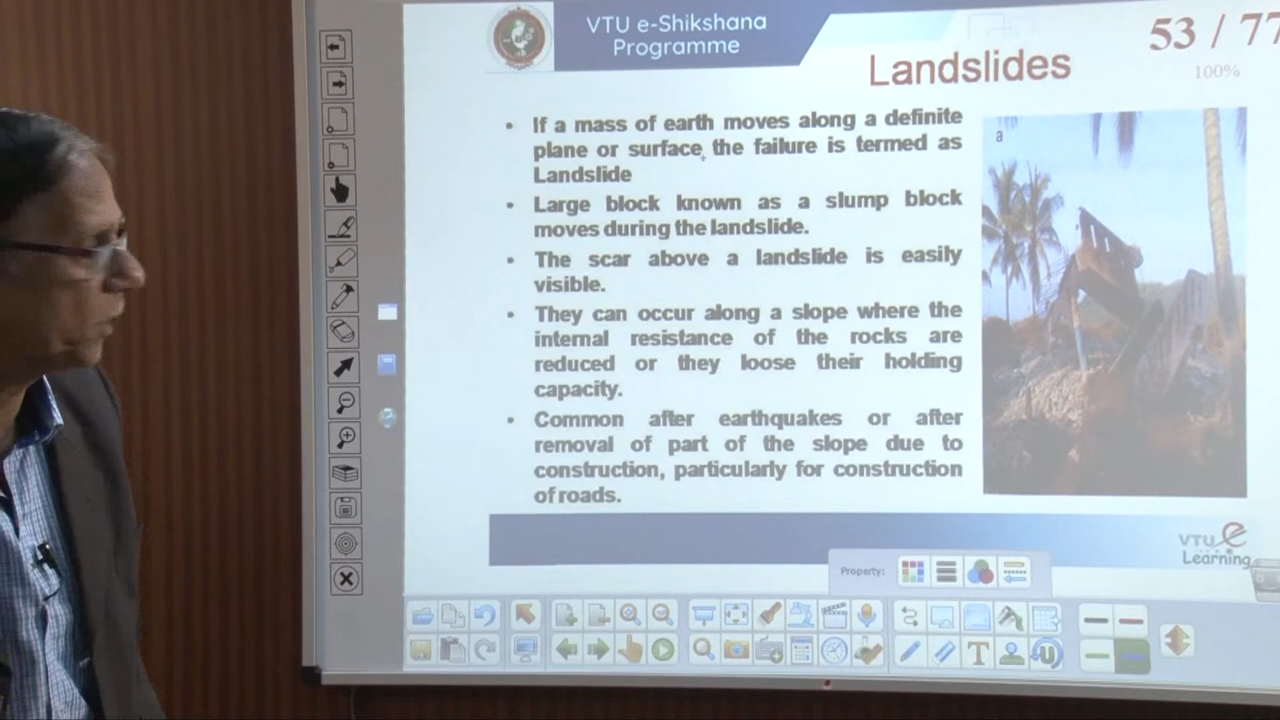 VTU e-Shikshana
Programme
53 / 77
100%
Landslides
• If a mass of earth moves along a definite
plane or surface, the failure is termed as
Landslide
• Large block known as a slump block
moves during the landslide.
• The scar above a landslide is easily
visible.
• They can occur along a slope where the
internal resistance of the rocks are
reduced or they loose their holding
capacity.
• Common after earthquakes or after
removal of part of the slope due to
construction, particularly for construction
of roads.
a
VTU e
Learning
Property: